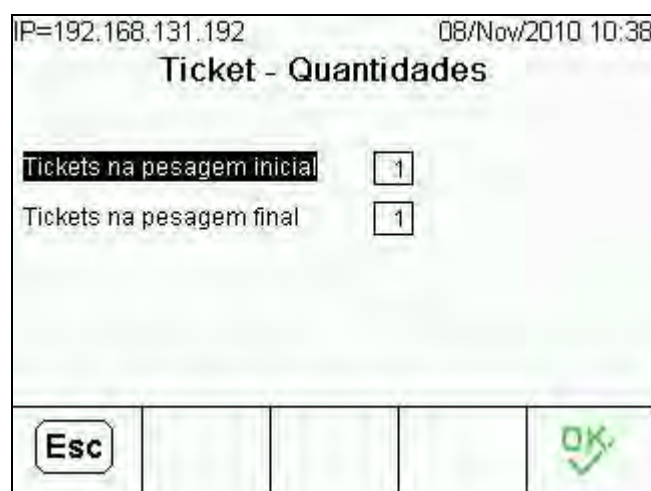 IP=192.168.131.192 08/Nov/2010 10:38
Ticket - Quantidades
Tickets na pesagem inicial 1
Tickets na pesagem final 1
Esc OK